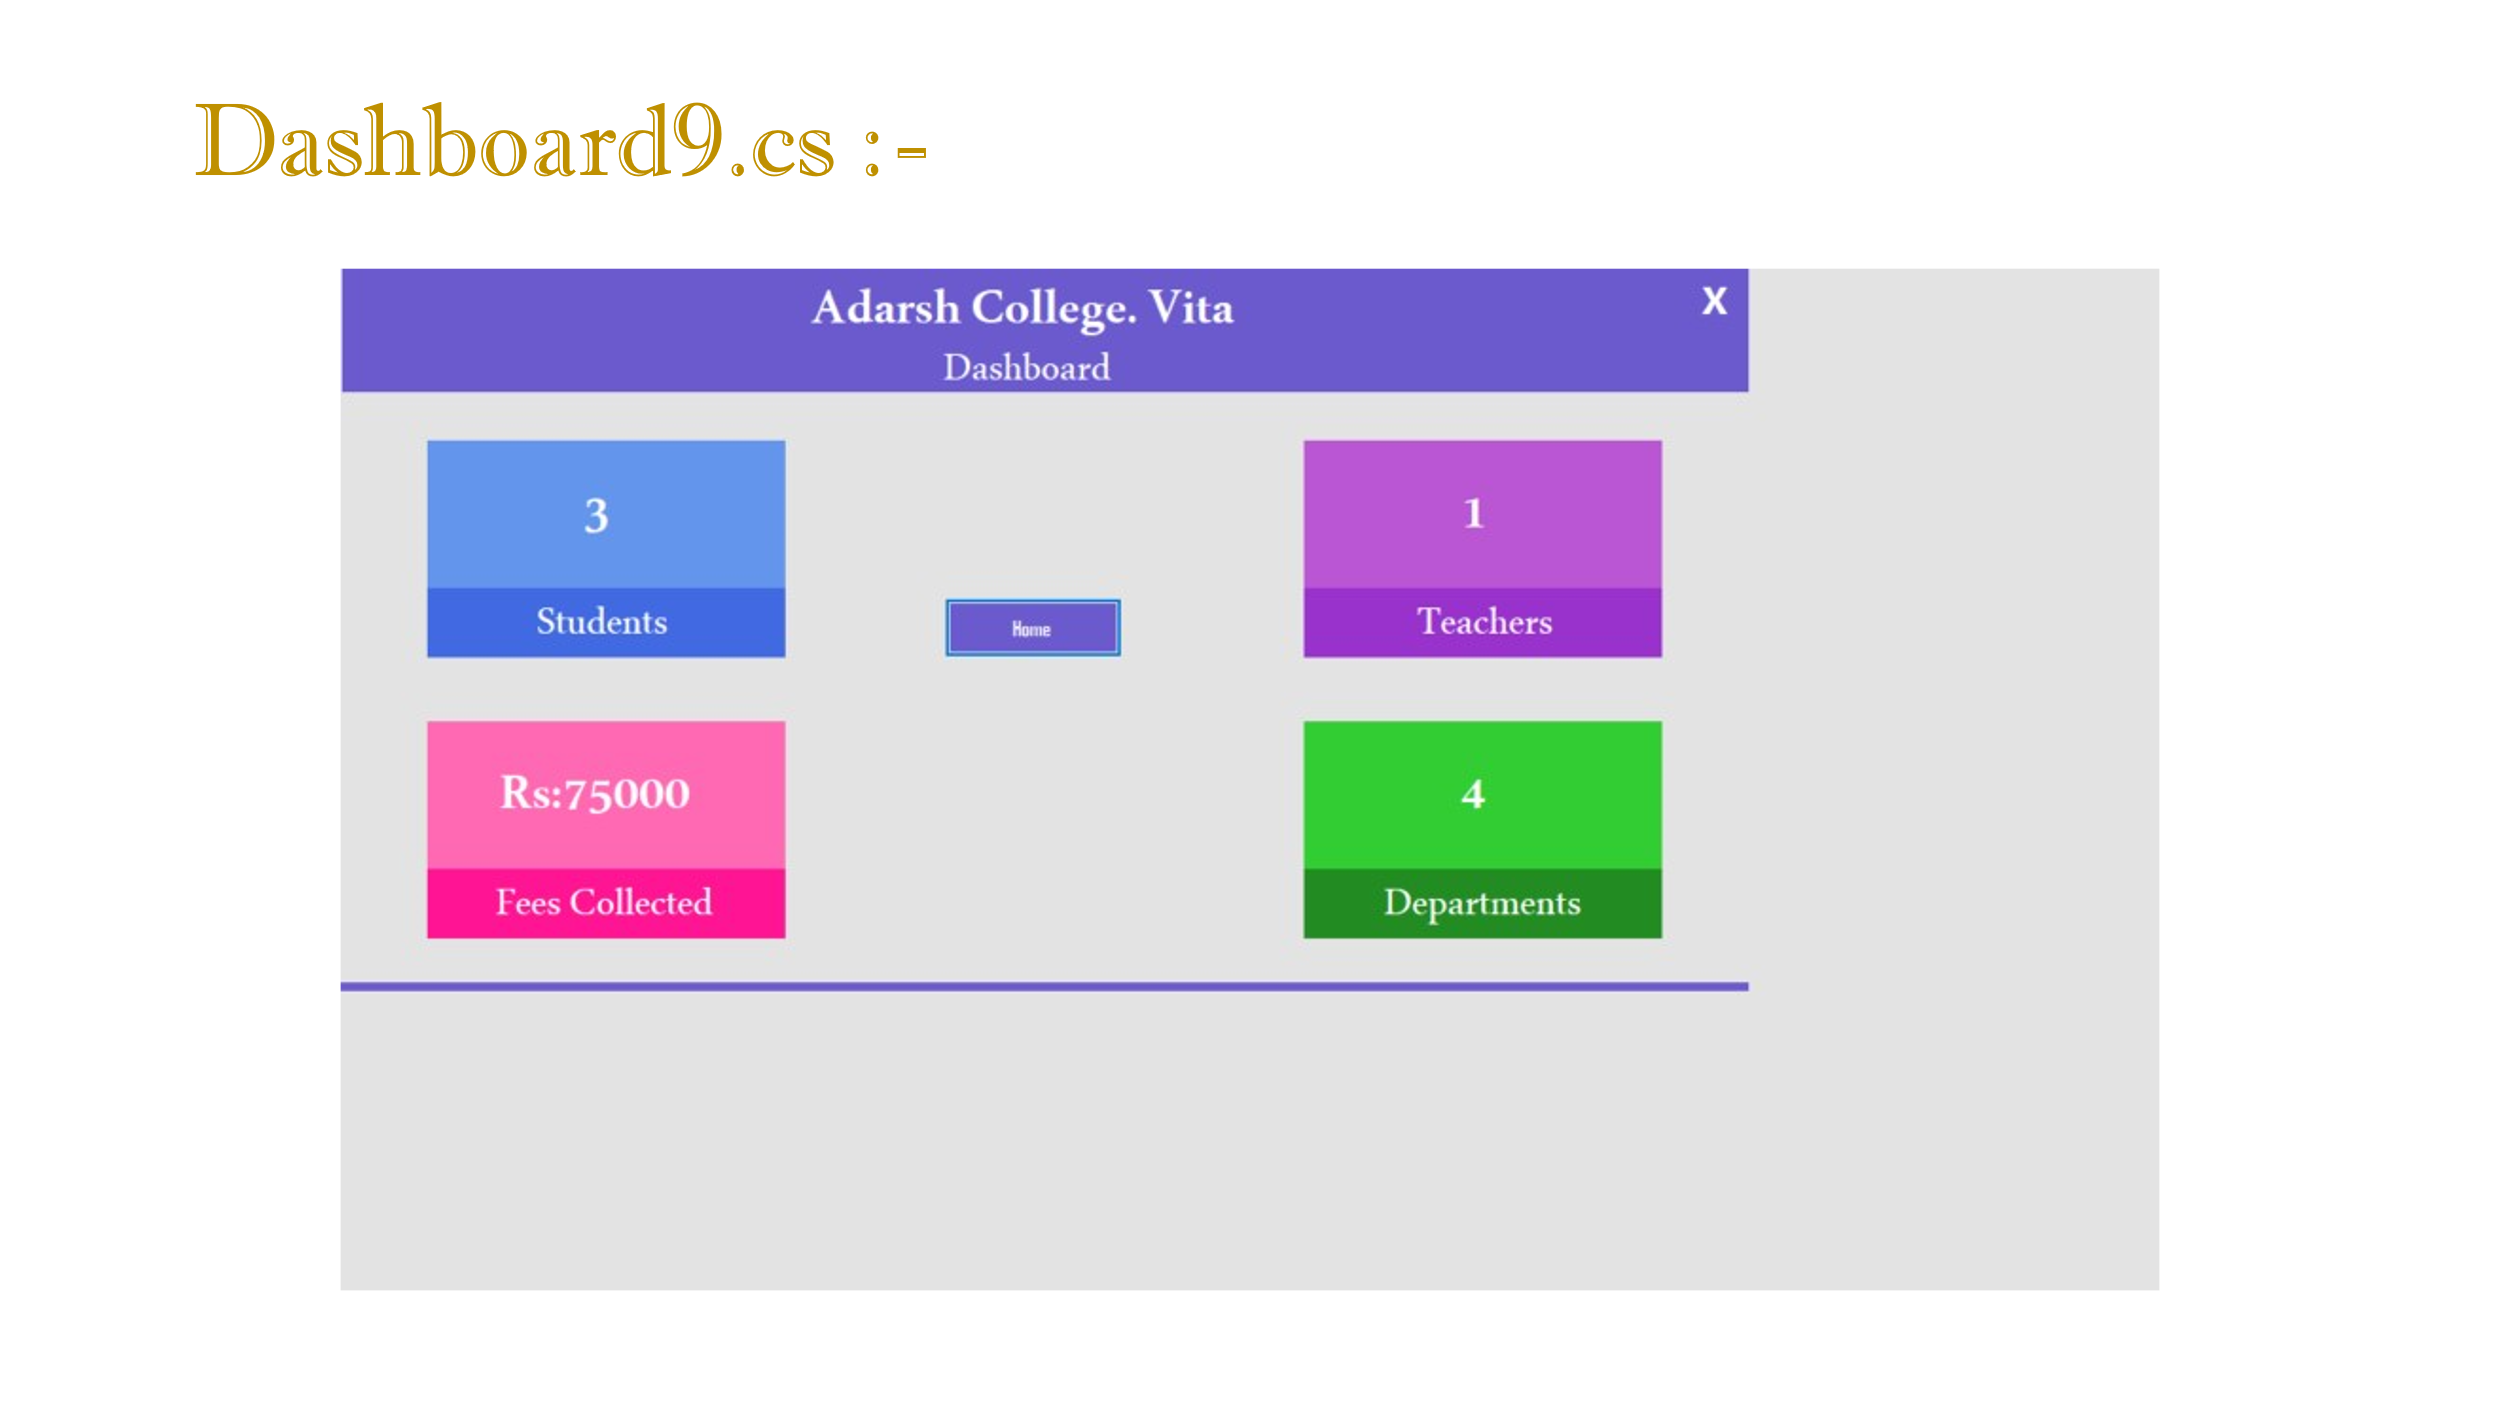 Dashboard9.cs :-
Adarsh College. Vita
X
Dashboard
3
Students
1
Teachers
Home
Rs:75000
Fees Collected
4
Departments